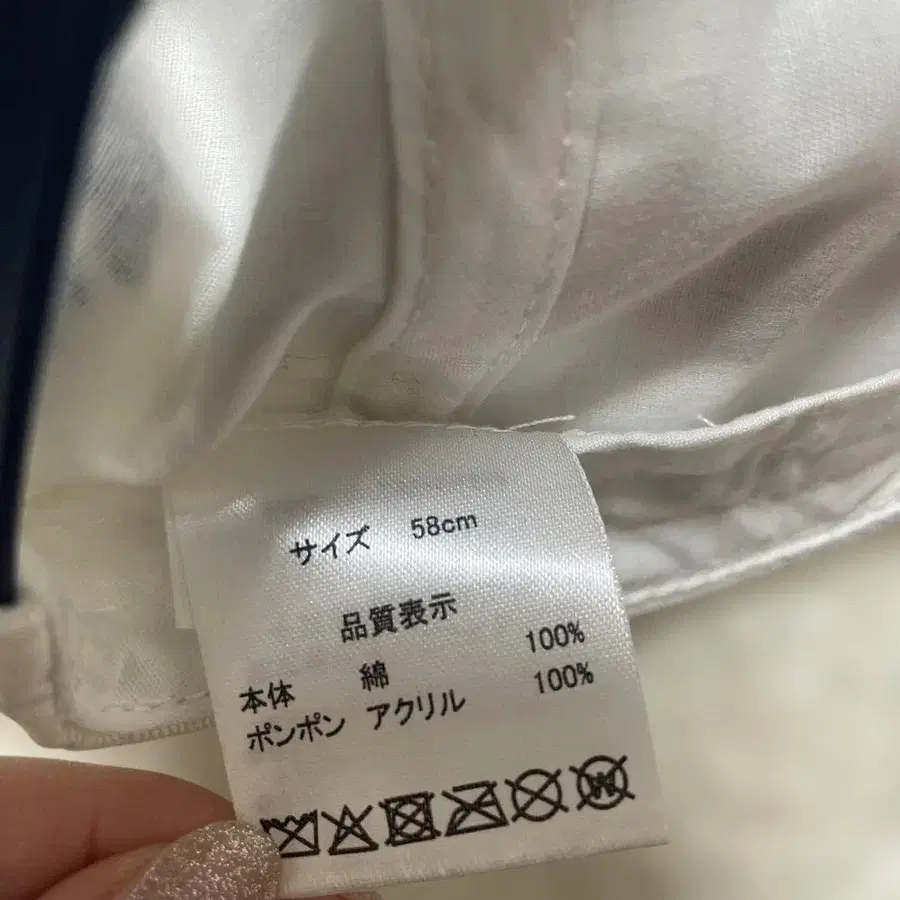 サイズ 58cm
品質表示
本体 綿 100%
ポンポン アクリル 100%